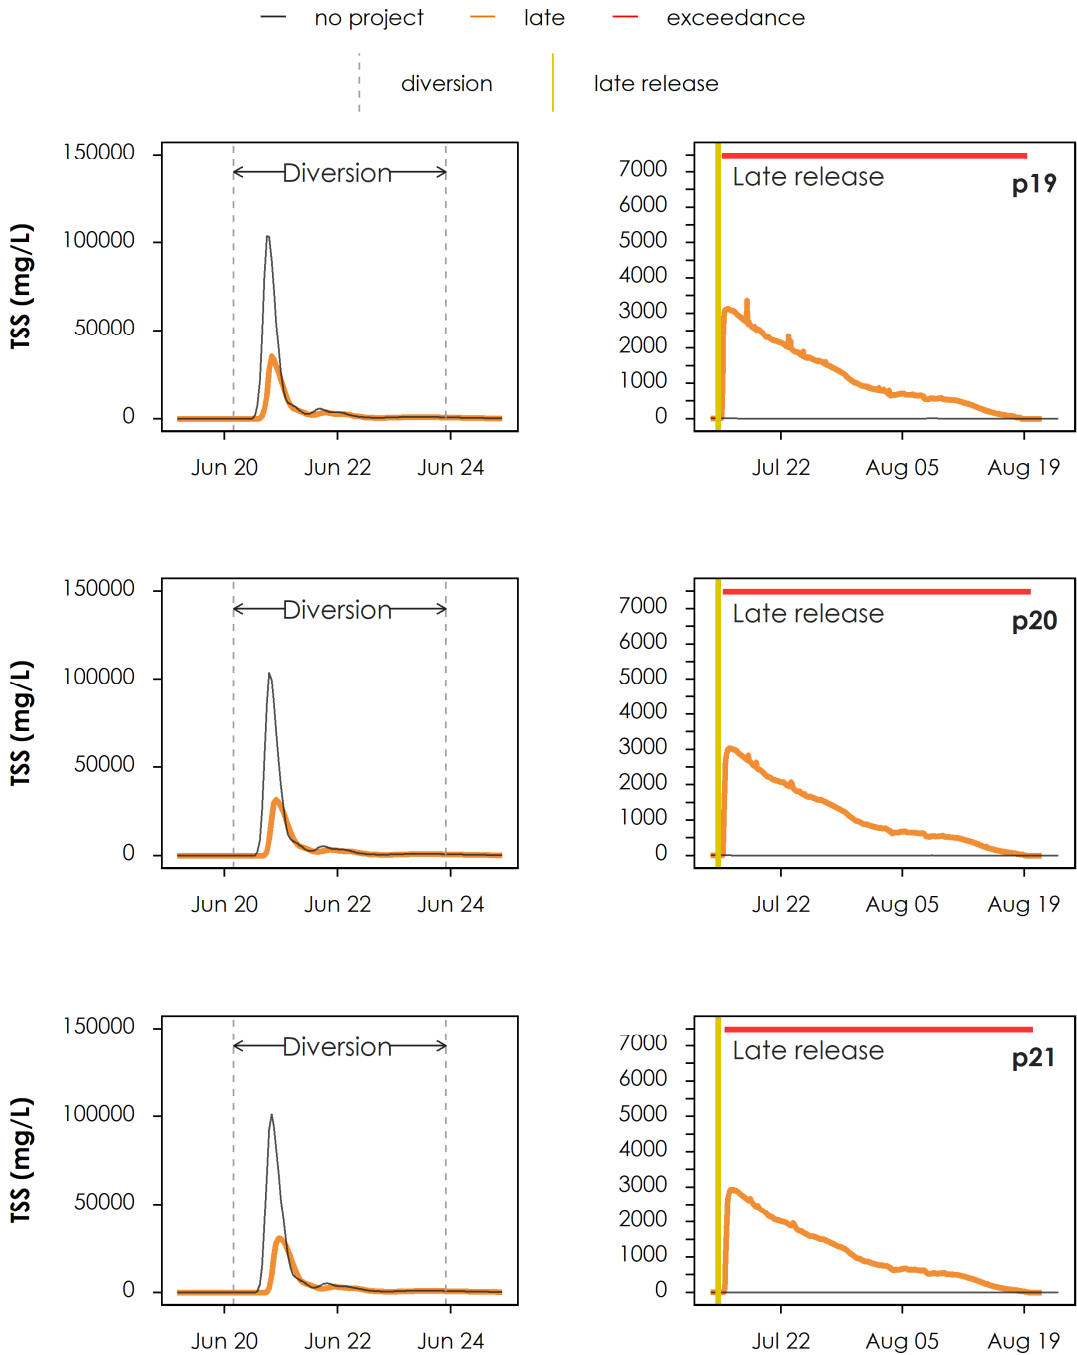 no project late exceedance
diversion late release
150000 Diversion 7000 Late release p19
6000
100000 5000
TSS (mg/L) 4000
50000 3000
2000
1000
0 0
Jun 20 Jun 22 Jun 24 Jul 22 Aug 05 Aug 19
150000 Diversion 7000 Late release p20
6000
100000 5000
TSS (mg/L) 4000
50000 3000
2000
1000
0 0
Jun 20 Jun 22 Jun 24 Jul 22 Aug 05 Aug 19
150000 Diversion 7000 Late release p21
6000
100000 5000
TSS (mg/L) 4000
50000 3000
2000
1000
0 0
Jun 20 Jun 22 Jun 24 Jul 22 Aug 05 Aug 19